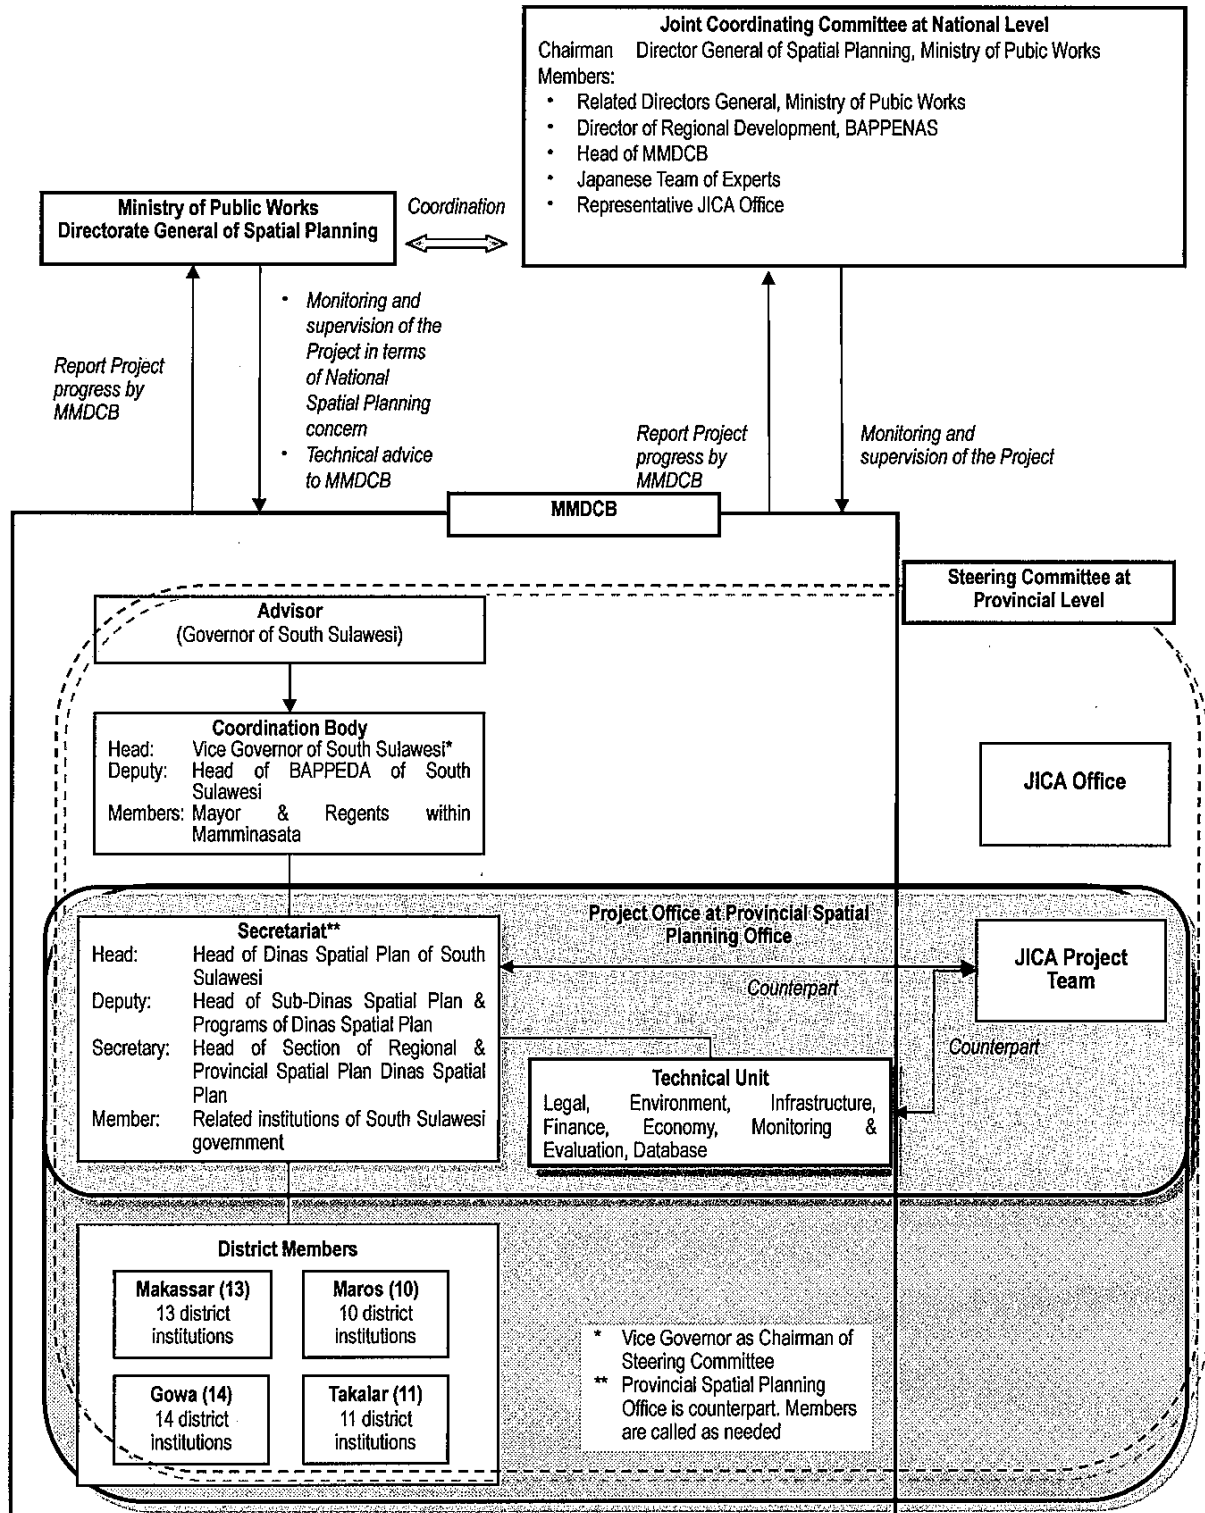 Joint Coordinating Committee at National Level
Chairman Director General of Spatial Planning, Ministry of Pubic Works
Members:
• Related Directors General, Ministry of Pubic Works
• Director of Regional Development, BAPPENAS
• Head of MMDCB
• Japanese Team of Experts
• Representative JICA Office
Ministry of Public Works
Directorate General of Spatial Planning
Coordination
Report Project
progress by
MMDCB
• Monitoring and
supervision of the
Project in terms
of National
Spatial Planning
concern
• Technical advice
to MMDCB
Report Project
progress by
MMDCB
Monitoring and
supervision of the Project
MMDCB
Steering Committee at
Provincial Level
Advisor
(Governor of South Sulawesi)
Coordination Body
Head: Vice Governor of South Sulawesi*
Deputy: Head of BAPPEDA of South
Sulawesi
Members: Mayor & Regents within
Mamminasata
JICA Office
Project Office at Provincial Spatial
Planning Office
Secretariat**
Head: Head of Dinas Spatial Plan of South
Sulawesi
Deputy: Head of Sub-Dinas Spatial Plan &
Programs of Dinas Spatial Plan
Secretary: Head of Section of Regional &
Provincial Spatial Plan Dinas Spatial
Plan
Member: Related institutions of South Sulawesi
government
Counterpart
JICA Project
Team
Counterpart
Technical Unit
Legal, Environment, Infrastructure,
Finance, Economy, Monitoring &
Evaluation, Database
District Members
Makassar (13)
13 district
institutions
Maros (10)
10 district
institutions
Gowa (14)
14 district
institutions
Takalar (11)
11 district
institutions
* Vice Governor as Chairman of
Steering Committee
** Provincial Spatial Planning
Office is counterpart. Members
are called as needed